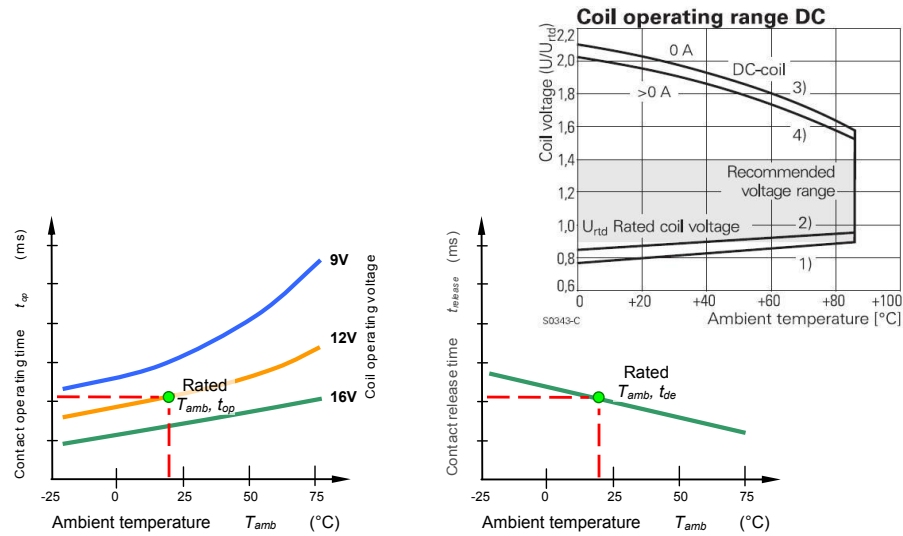 Coil operating range DC
Coil voltage (U/Urtd)
2,2
2,0
1,8
1,6
1,4
1,2
1,0
0,8
0,6
0 A
DC-coil
>0 A
3)
4)
Recommended
voltage range
Urtd Rated coil voltage
2)
1)
0
+20
+40
+60
+80
+100
S0343-C
Ambient temperature [°C]
Contact operating time top (ms)
9V
12V
16V
Coil operating voltage
Rated
Tamb, top
-25
0
25
50
75
Ambient temperature Tamb (°C)
Contact release time trelease (ms)
Rated
Tamb, tde
-25
0
25
50
75
Ambient temperature Tamb (°C)